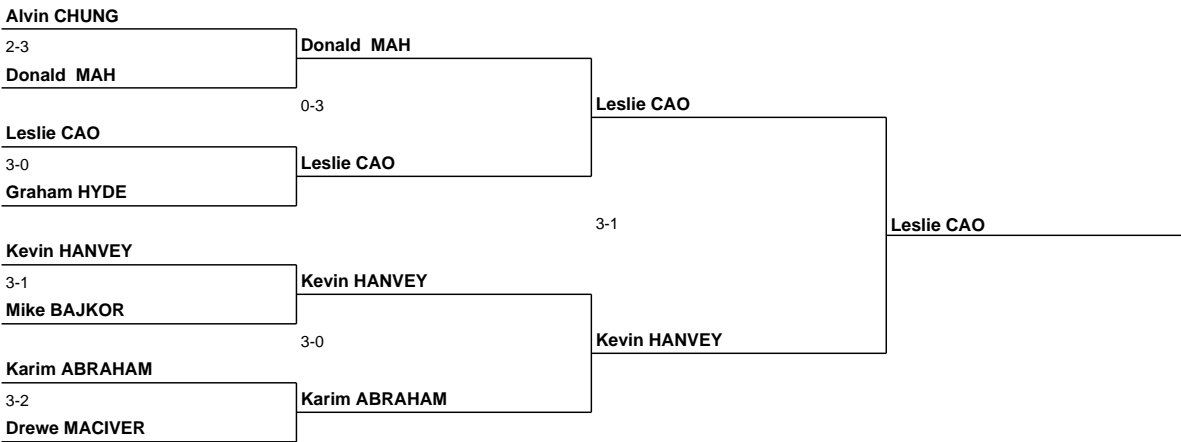 Alvin CHUNG
2-3
Donald  MAH
Donald  MAH
0-3
Leslie CAO
Leslie CAO
3-0
Leslie CAO
Graham HYDE
3-1
Leslie CAO
Kevin HANVEY
3-1
Kevin HANVEY
Mike BAJKOR
3-0
Kevin HANVEY
Karim ABRAHAM
3-2
Karim ABRAHAM
Drewe MACIVER